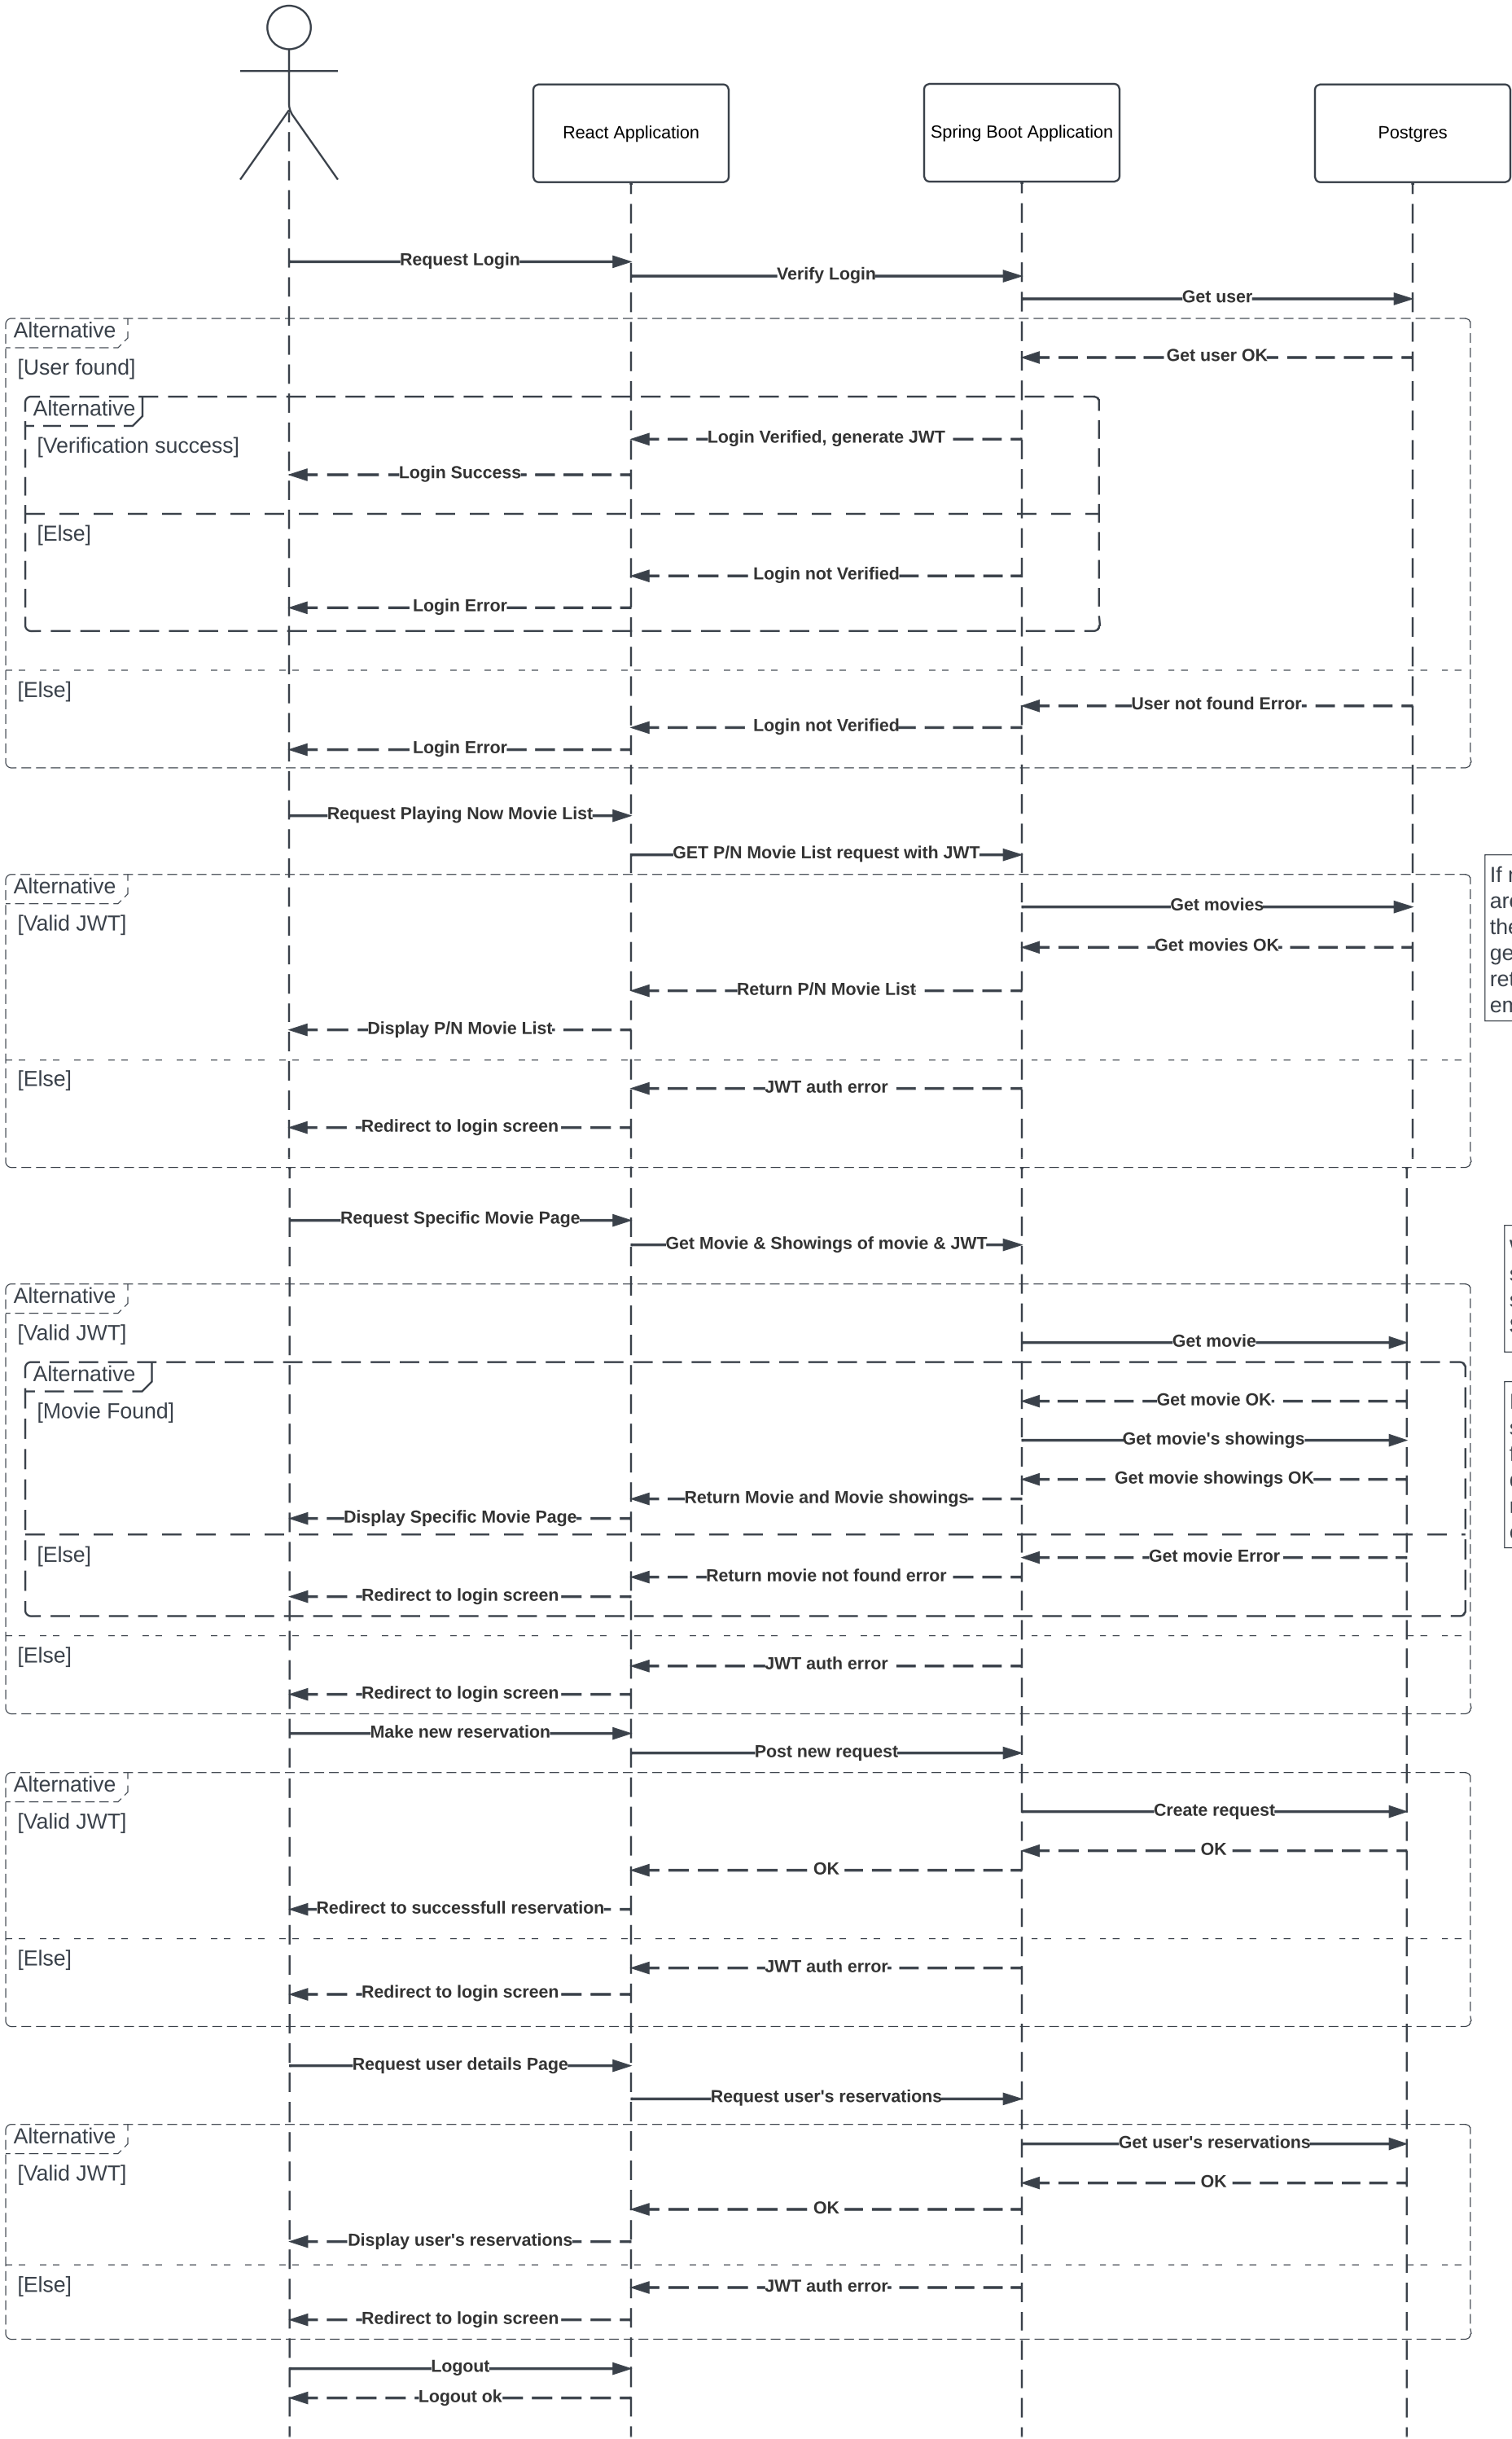 React Application
Spring Boot Application
Postgres
Request Login
Verify Login
Get user
Alternative
[User found]
Get user OK
Alternative
[Verification success]
Login Verified, generate JWT
Login Success
[Else]
Login not Verified
Login Error
[Else]
User not found Error
Login not Verified
Login Error
Request Playing Now Movie List
GET P/N Movie List request with JWT
Alternative
[Valid JWT]
Get movies
Get movies OK
Return P/N Movie List
Display P/N Movie List
[Else]
JWT auth error
Redirect to login screen
If
Request Specific Movie Page
Get Movie & Showings of movie & JWT
Alternative
[Valid JWT]
Get movie
Alternative
[Movie Found]
Get movie OK
Get movie's showings
Get movie showings OK
Return Movie and Movie showings
Display Specific Movie Page
[Else]
Get movie Error
Return movie not found error
Redirect to login screen
[Else]
JWT auth error
Redirect to login screen
Make new reservation
Post new request
Alternative
[Valid JWT]
Create request
OK
OK
Redirect to successfull reservation
[Else]
JWT auth error
Redirect to login screen
Request user details Page
Request user's reservations
Alternative
[Valid JWT]
Get user's reservations
OK
OK
Display user's reservations
[Else]
JWT auth error
Redirect to login screen
Logout
Logout ok